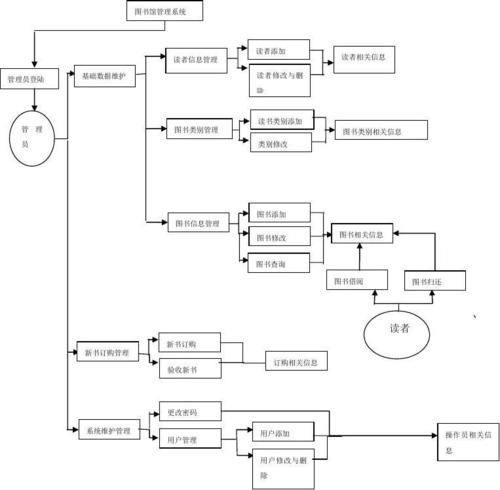 图书馆管理系统
管理员登陆
管 理
员
基础数据维护
读者信息管理
读者添加
读者修改与删
除
读者相关信息
图书类别管理
读书类别添加
类别修改
图书类别相关信息
图书信息管理
图书添加
图书修改
图书查询
图书相关信息
图书借阅
图书归还
读者
新书订购管理
新书订购
验收新书
订购相关信息
系统维护管理
更改密码
用户管理
用户添加
用户修改与删
除
操作员相关信
息
、